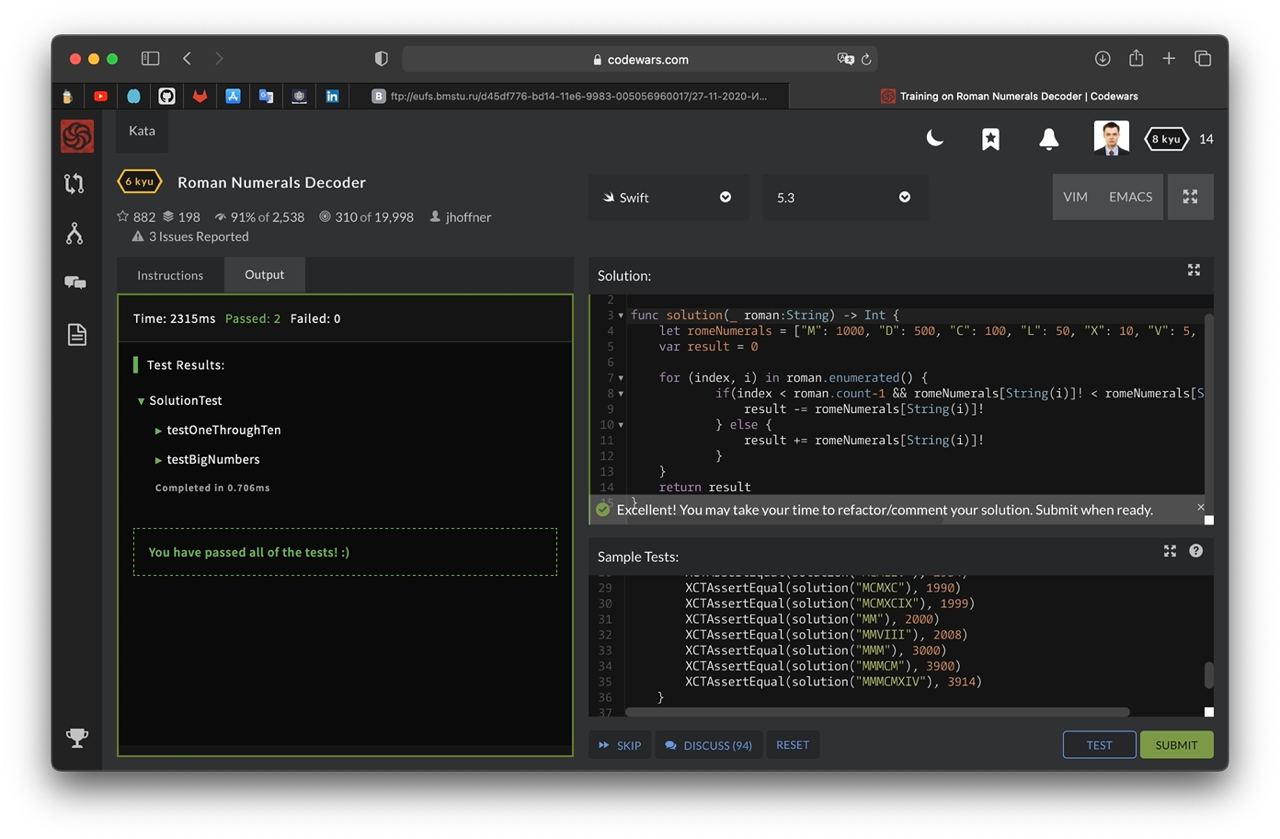 codewars.com
ftp://eufs.bmstu.ru/d45df776-bd14-11e6-9983-005056960017/27-11-2020-И...
Training on Roman Numerals Decoder | Codewars
Kata
8 kyu 14
6 kyu Roman Numerals Decoder
882 198 91% of 2,538 310 of 19,998 jhoffner
3 Issues Reported
Swift
5.3
VIM EMACS
Instructions Output
Time: 2315ms Passed: 2 Failed: 0
Test Results:
SolutionTest
testOneThroughTen
testBigNumbers
Completed in 0.706ms
You have passed all of the tests! :)
Solution:
2
3 func solution(_ roman:String) -> Int {
4 let romeNumerals = ["M": 1000, "D": 500, "C": 100, "L": 50, "X": 10, "V": 5,
5 var result = 0
6
7 for (index, i) in roman.enumerated() {
8 if(index < roman.count-1 && romeNumerals[String(i)]! < romeNumerals[S
9 result -= romeNumerals[String(i)]!
10 } else {
11 result += romeNumerals[String(i)]!
12 }
13 }
14 return result
15 }
Excellent! You may take your time to refactor/comment your solution. Submit when ready.
Sample Tests:
29 XCTAssertEqual(solution("MCMXC"), 1990)
30 XCTAssertEqual(solution("MCMXCIX"), 1999)
31 XCTAssertEqual(solution("MM"), 2000)
32 XCTAssertEqual(solution("MMVIII"), 2008)
33 XCTAssertEqual(solution("MMM"), 3000)
34 XCTAssertEqual(solution("MMMCM"), 3900)
35 XCTAssertEqual(solution("MMMCMXIV"), 3914)
36 }
37
SKIP DISCUSS (94) RESET
TEST SUBMIT